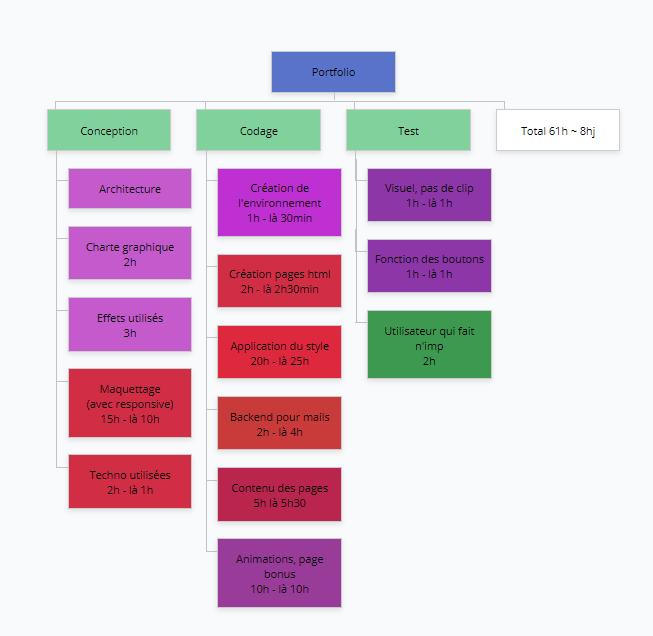 Portfolio
Conception
Codage
Test
Total 61h ~ 8hj
Architecture
Charte graphique
2h
Effets utilisés
3h
Maquettage
(avec responsive)
15h - là 10h
Techno utilisées
2h - là 1h
Création de
l'environnement
1h - là 30min
Création pages html
2h - là 2h30min
Application du style
20h - là 25h
Backend pour mails
2h - là 4h
Contenu des pages
5h là 5h30
Animations, page
bonus
10h - là 10h
Visuel, pas de clip
1h - là 1h
Fonction des boutons
1h - là 1h
Utilisateur qui fait
n'imp
2h